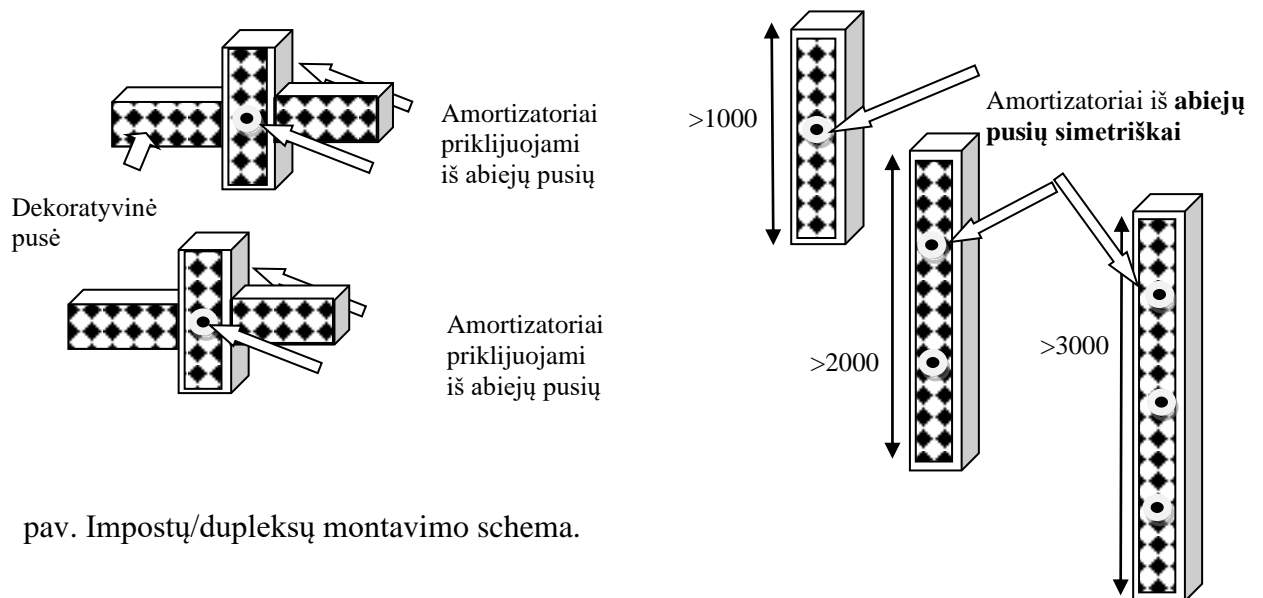 Amortizatoriai
priklijuojami
iš abiejų pusių
Dekoratyvinė
pusė
Amortizatoriai
priklijuojami
iš abiejų pusių
>1000
Amortizatoriai iš abiejų
pusių simetriškai
>2000
>3000
pav. Impostų/dupleksų montavimo schema.